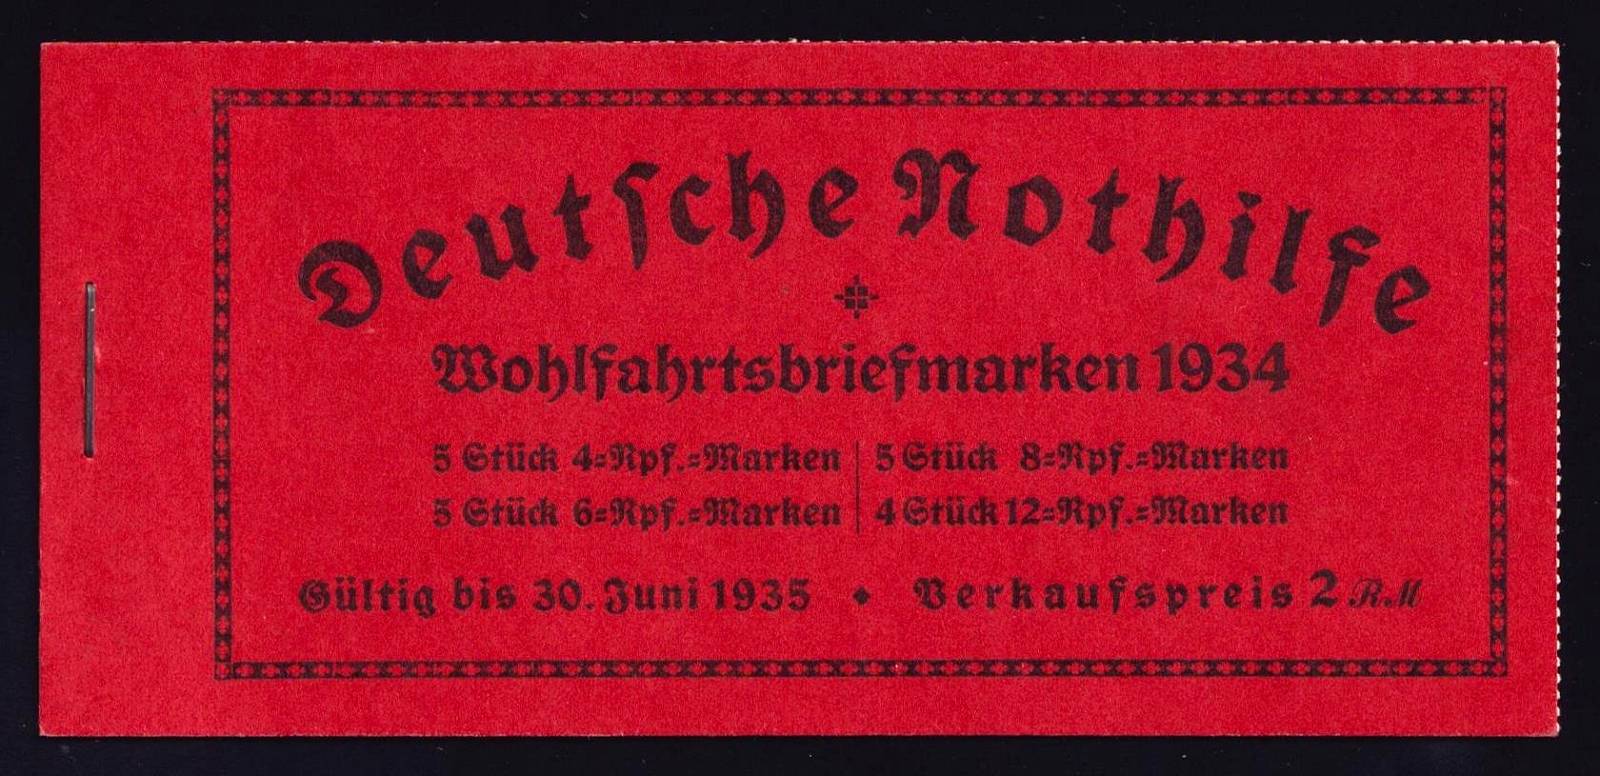 Deutſche Nothilfe
Wohlfahrtsbriefmarken 1934
5 Stück 4=Rpf.=Marken | 5 Stück 8=Rpf.=Marken
5 Stück 6=Rpf.=Marken | 4 Stück 12=Rpf.=Marken
Gültig bis 30. Juni 1935 ⬥ Verkaufspreis 2 RM